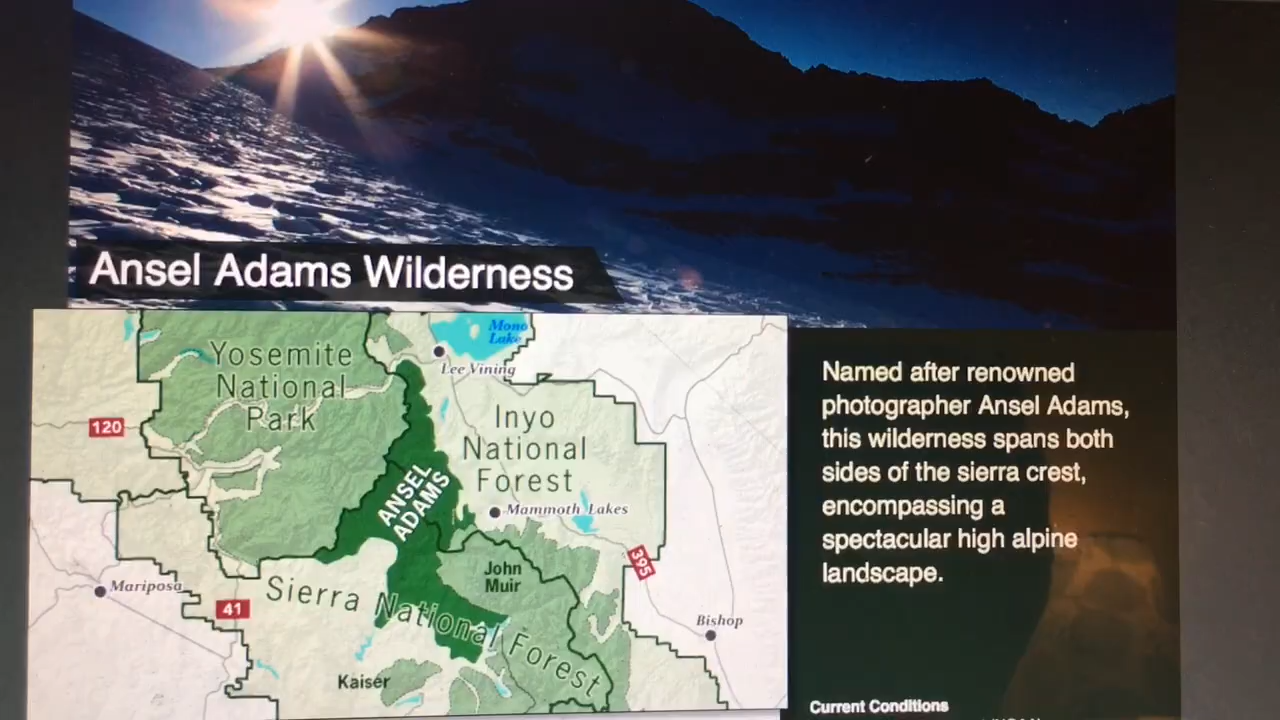 Ansel Adams Wilderness
Mono
Lake
Lee Vining
Yosemite
National
Park
120
Inyo
National
Forest
ANSEL
ADAMS
Mammoth Lakes
395
John
Muir
Mariposa
41
Sierra National Forest
Bishop
Kaiser
Named after renowned
photographer Ansel Adams,
this wilderness spans both
sides of the sierra crest,
encompassing a
spectacular high alpine
landscape.
Current Conditions